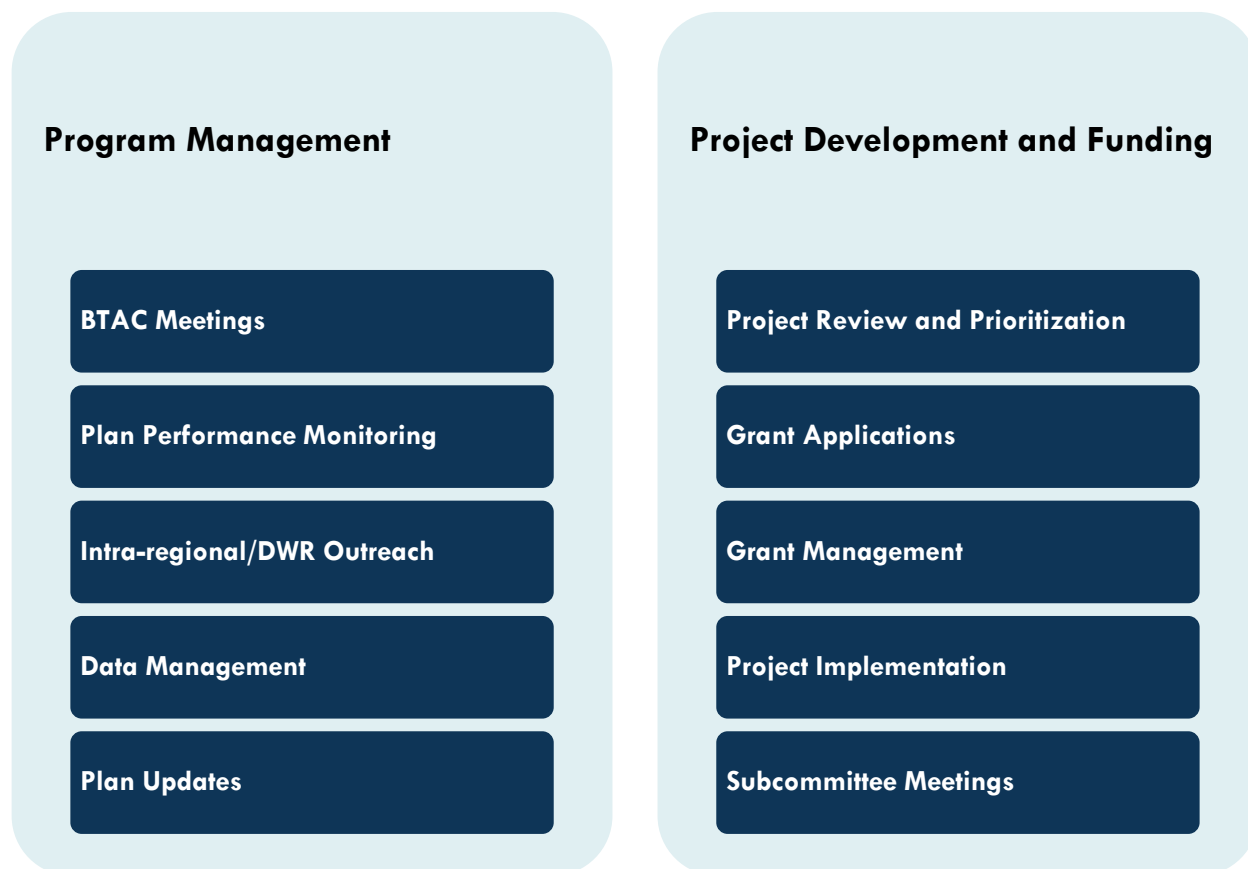 Program Management
BTAC Meetings
Plan Performance Monitoring
Intra-regional/DWR Outreach
Data Management
Plan Updates
Project Development and Funding
Project Review and Prioritization
Grant Applications
Grant Management
Project Implementation
Subcommittee Meetings